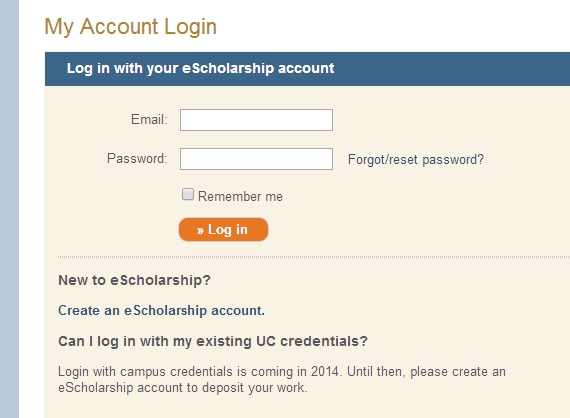 My Account Login
Log in with your eScholarship account
Email:
Password:
Forgot/reset password?
Remember me
» Log in
New to eScholarship?
Create an eScholarship account.
Can I log in with my existing UC credentials?
Login with campus credentials is coming in 2014. Until then, please create an
eScholarship account to deposit your work.